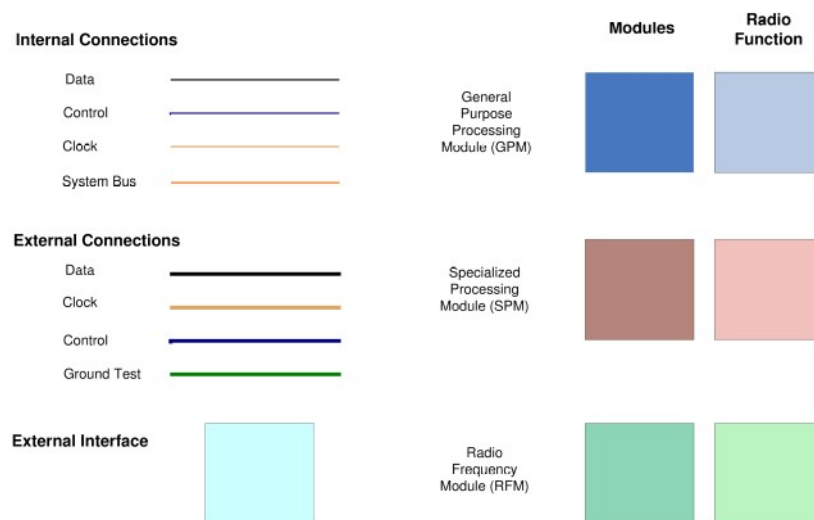 Internal Connections
Data
Control
Clock
System Bus
External Connections
Data
Clock
Control
Ground Test
External Interface
Modules
Radio
Function
General
Purpose
Processing
Module (GPM)
Specialized
Processing
Module (SPM)
Radio
Frequency
Module (RFM)